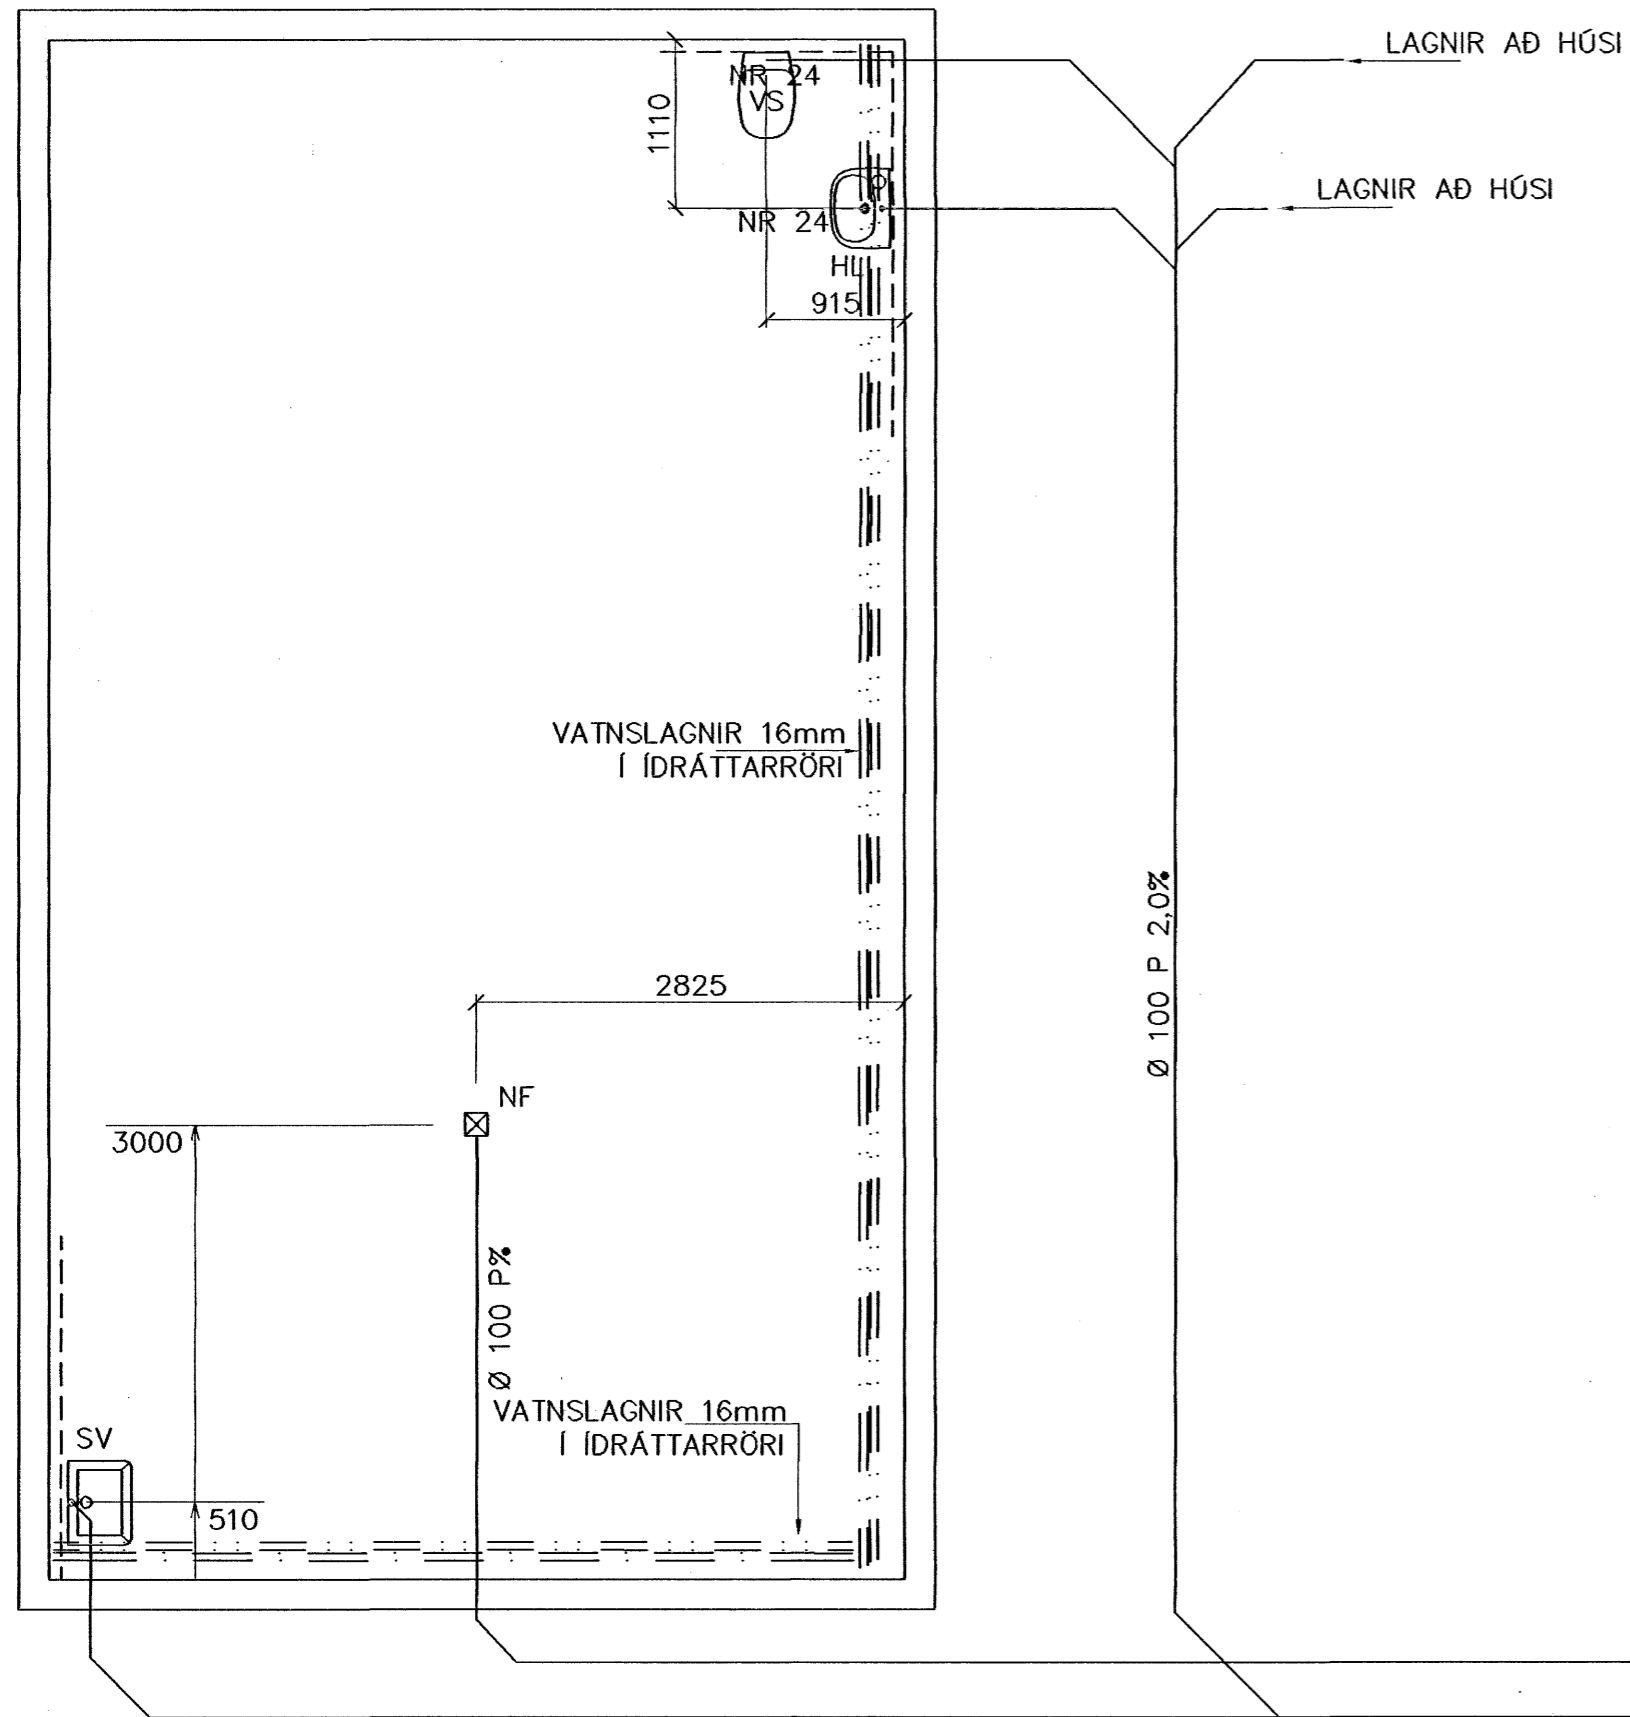 LAGNIR AÐ HÚSI
NR 24
VS
1110
LAGNIR AÐ HÚSI
NR 24
HL
915
VATNSLAGNIR 16mm
Í ÍDRÁTTARRÖRI
Ø 100 P 2,0%
2825
NF
3000
Ø 100 P%
VATNSLAGNIR 16mm
Í ÍDRÁTTARRÖRI
SV
510